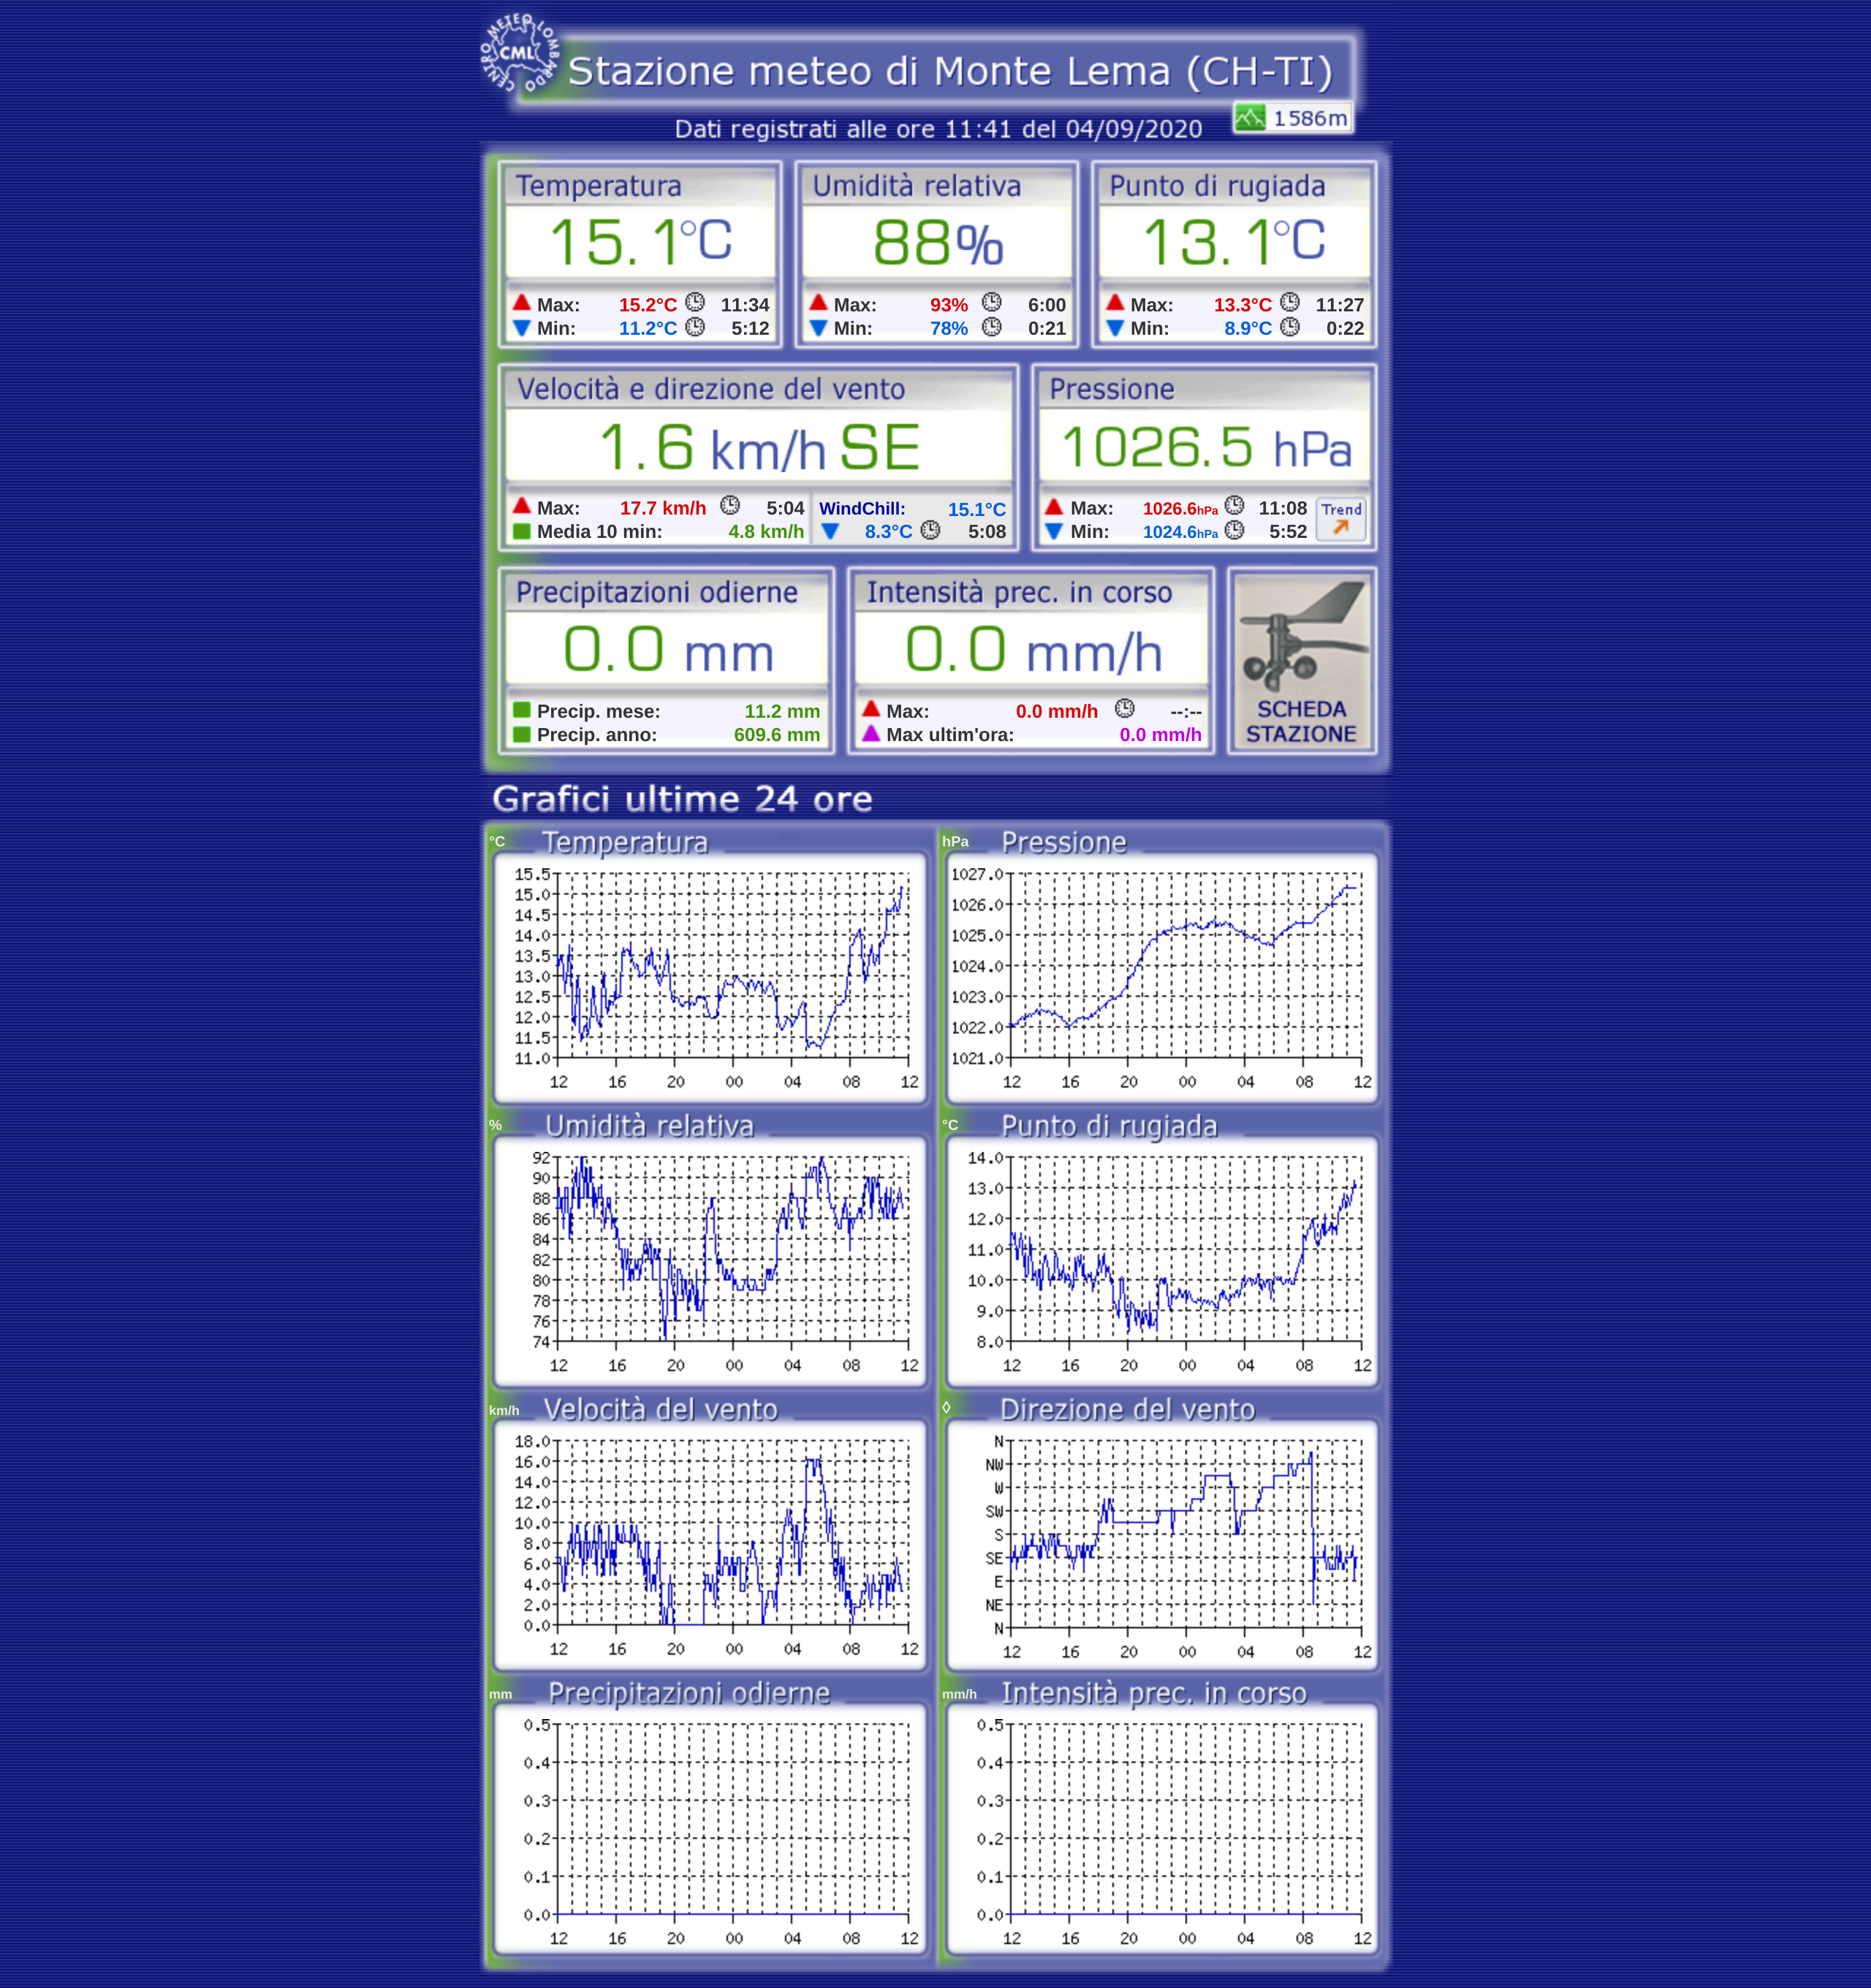 CENTRO METEO LOMBARDO
CML
Stazione meteo di Monte Lema (CH-TI)
1586m
Dati registrati alle ore 11:41 del 04/09/2020
Temperatura Umidità relativa Punto di rugiada
15.1°C 88% 13.1°C
Max: 15.2°C 11:34 Max: 93% 6:00 Max: 13.3°C 11:27
Min: 11.2°C 5:12 Min: 78% 0:21 Min: 8.9°C 0:22
Velocità e direzione del vento Pressione
1.6 km/h SE 1026.5 hPa
Max: 17.7 km/h 5:04 WindChill: 15.1°C Max: 1026.6hPa 11:08 Trend
Media 10 min: 4.8 km/h 8.3°C 5:08 Min: 1024.6hPa 5:52
Precipitazioni odierne Intensità prec. in corso
0.0 mm 0.0 mm/h
Precip. mese: 11.2 mm Max: 0.0 mm/h --:-- SCHEDA
Precip. anno: 609.6 mm Max ultim'ora: 0.0 mm/h STAZIONE
Grafici ultime 24 ore
°C Temperatura
15.5
15.0
14.5
14.0
13.5
13.0
12.5
12.0
11.5
11.0
12 16 20 00 04 08 12
hPa Pressione
1027.0
1026.0
1025.0
1024.0
1023.0
1022.0
1021.0
12 16 20 00 04 08 12
% Umidità relativa
92
90
88
86
84
82
80
78
76
74
12 16 20 00 04 08 12
°C Punto di rugiada
14.0
13.0
12.0
11.0
10.0
9.0
8.0
12 16 20 00 04 08 12
km/h Velocità del vento
18.0
16.0
14.0
12.0
10.0
8.0
6.0
4.0
2.0
0.0
12 16 20 00 04 08 12
◊ Direzione del vento
N
NW
W
SW
S
SE
E
NE
N
12 16 20 00 04 08 12
mm Precipitazioni odierne
0.5
0.4
0.3
0.2
0.1
0.0
12 16 20 00 04 08 12
mm/h Intensità prec. in corso
0.5
0.4
0.3
0.2
0.1
0.0
12 16 20 00 04 08 12